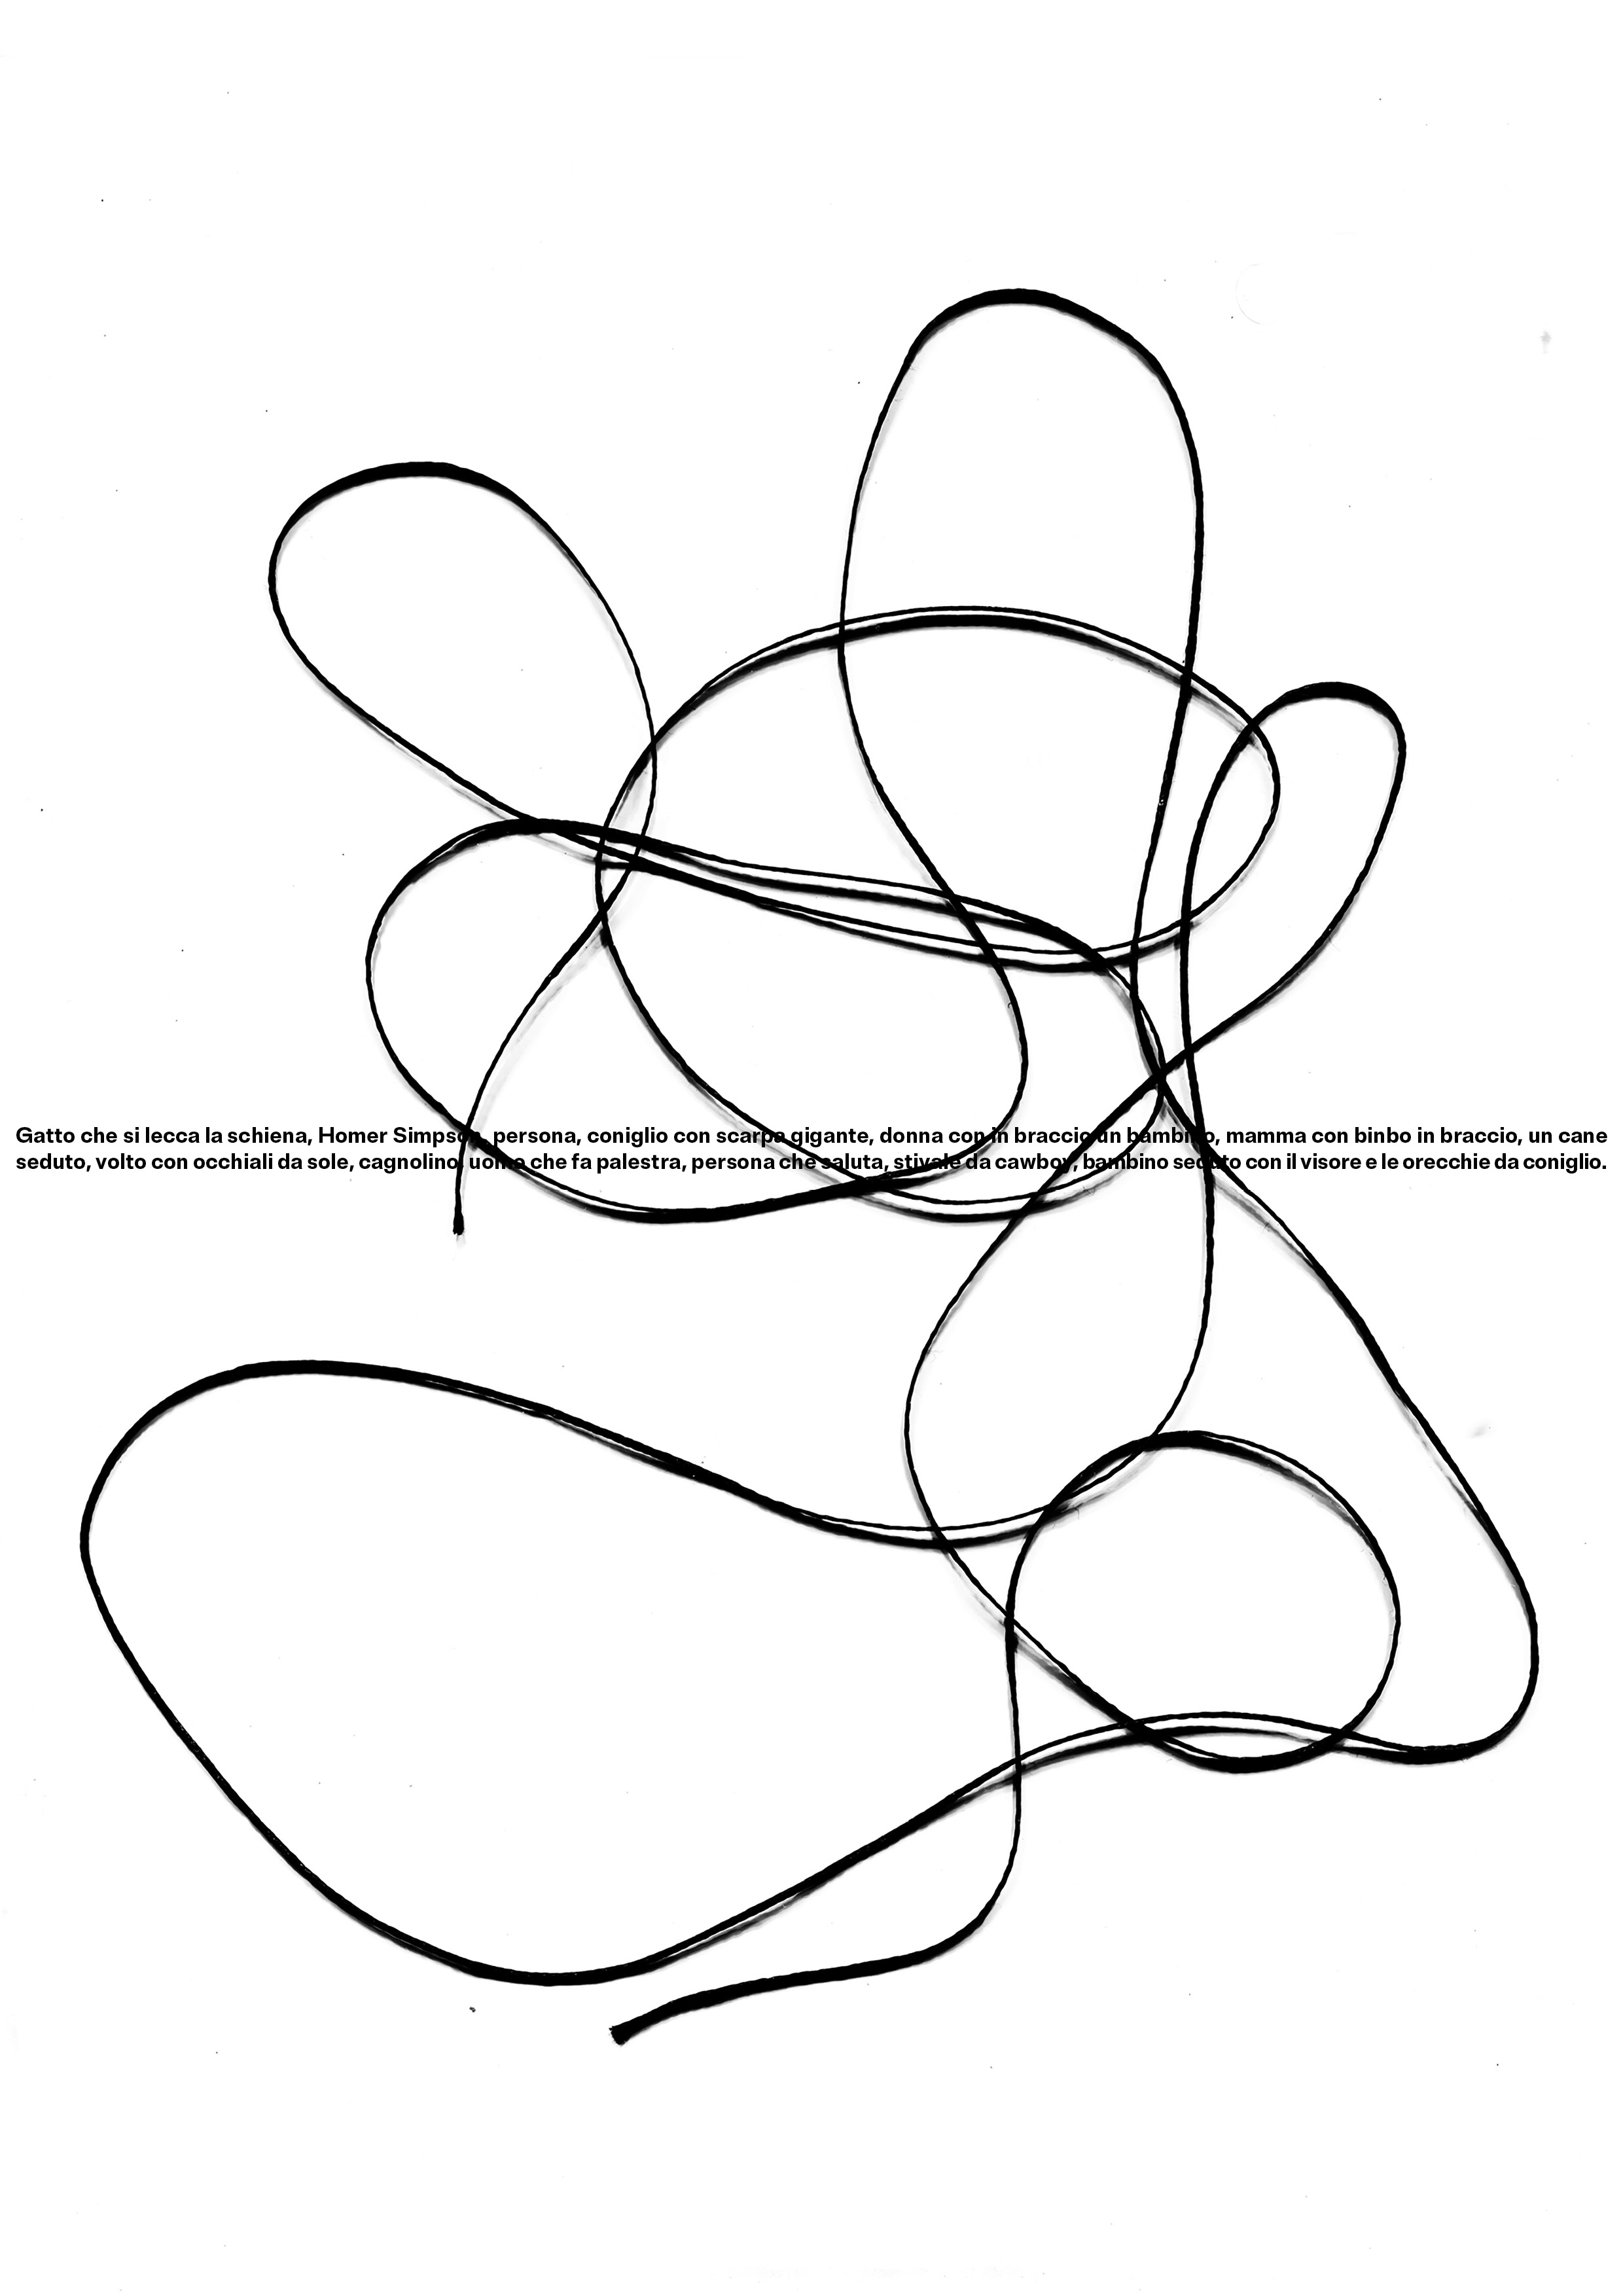 Gatto che si lecca la schiena, Homer Simpson, persona, coniglio con scarpa gigante, donna con in braccio un bambino, mamma con binbo in braccio, un cane
seduto, volto con occhiali da sole, cagnolino, uomo che fa palestra, persona che saluta, stivale da cawboy, bambino seduto con il visore e le orecchie da coniglio.